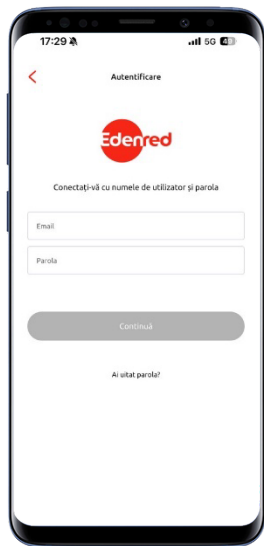 17:29
5G
Autentificare
Edenred
Conectați-vă cu numele de utilizator și parola
Email
Parola
Continuă
Ai uitat parola?